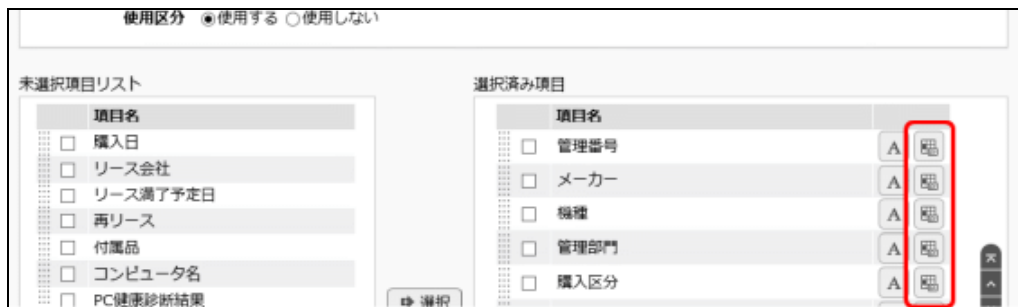 使用区分 ◉使用する ○使用しない
未選択項目リスト
項目名
購入日
リース会社
リース満了予定日
再リース
付属品
コンピュータ名
PC健康診断結果
選択
選択済み項目
項目名
管理番号 A
メーカー A
機種 A
管理部門 A
購入区分 A